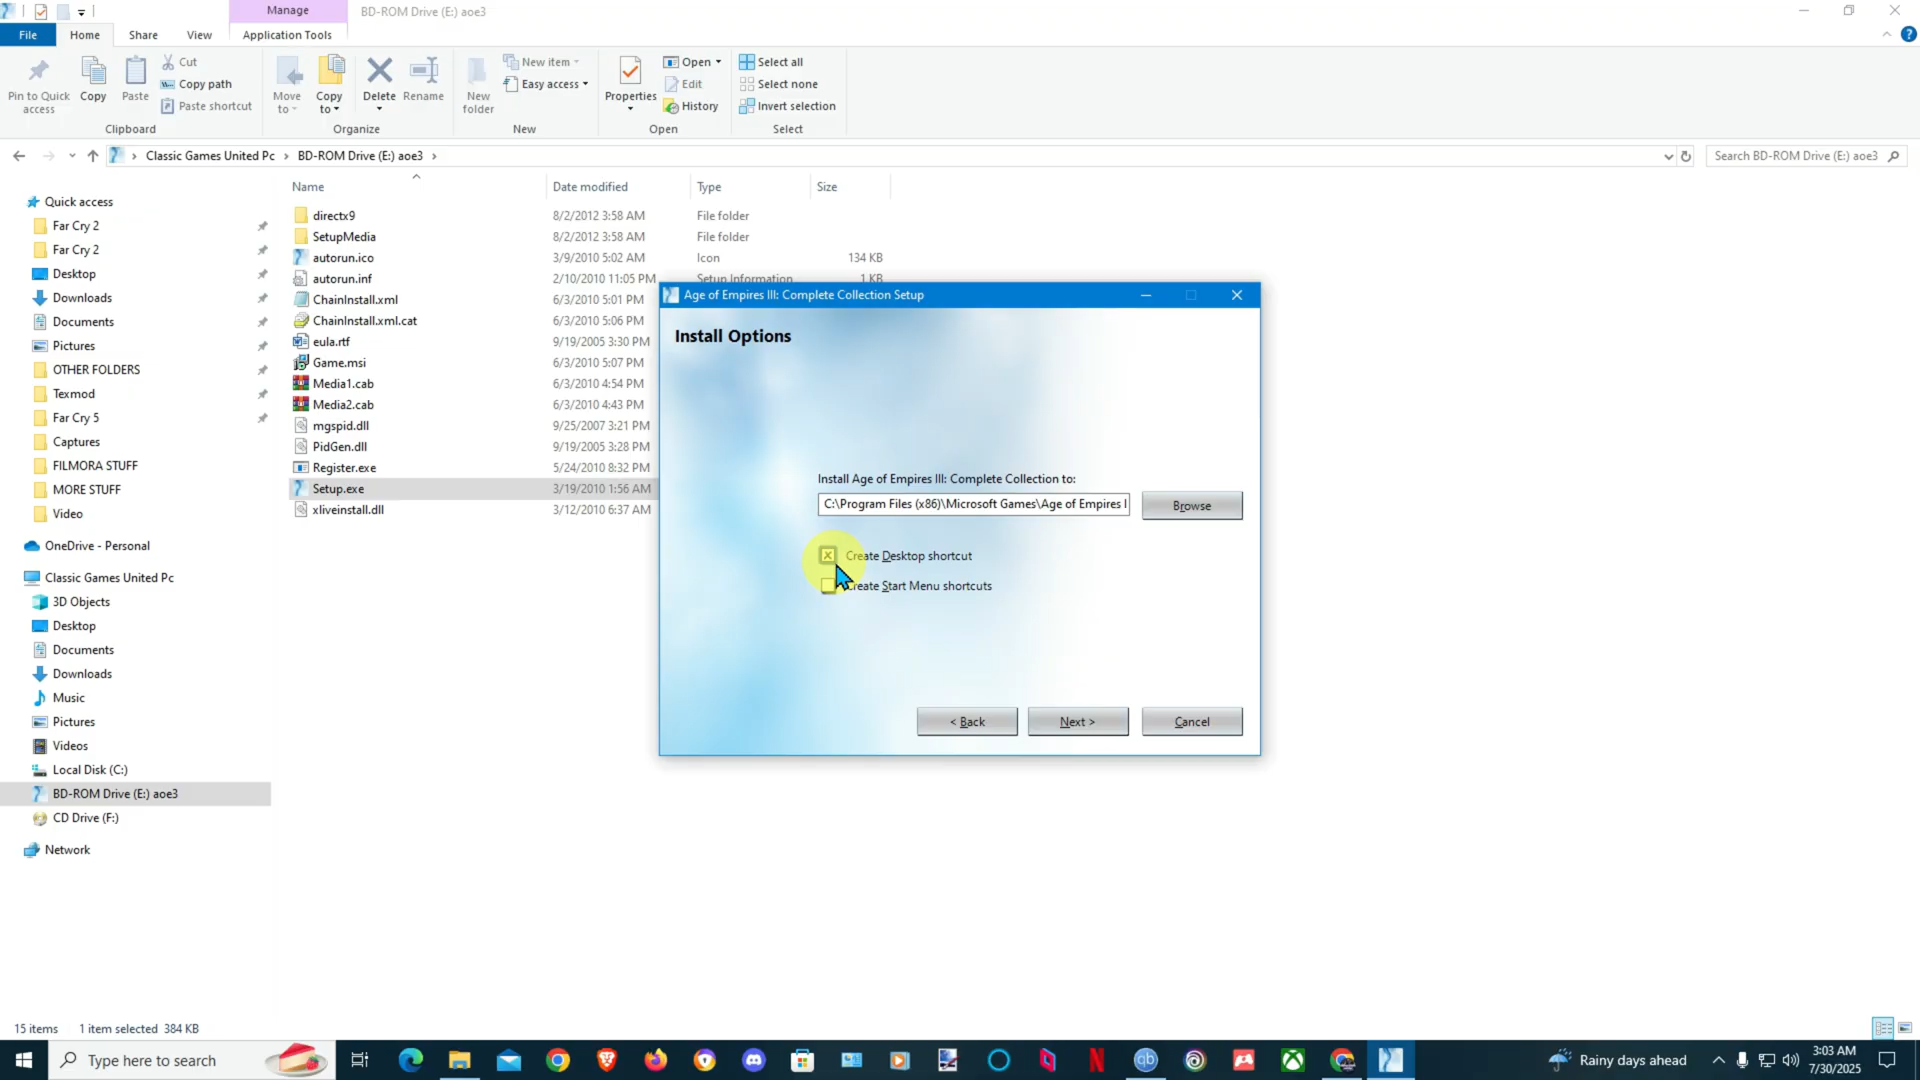 Manage
BD-ROM Drive (E:) aoe3
File
Home
Share
View
Application Tools
Pin to Quick access
Copy
Paste
Cut
Copy path
Paste shortcut
Clipboard
Move to
Copy to
Delete
Rename
Organize
New folder
New item
Easy access
New
Properties
Open
Edit
History
Open
Select all
Select none
Invert selection
Select
Classic Games United Pc
BD-ROM Drive (E:) aoe3
Search BD-ROM Drive (E:) aoe3
Name Date modified Type Size
directx9 8/2/2012 3:58 AM File folder
SetupMedia 8/2/2012 3:58 AM File folder
autorun.ico 3/9/2010 5:02 AM Icon 134 KB
autorun.inf 2/10/2010 11:05 PM Setup Information 1 KB
ChainInstall.xml 6/3/2010 5:01 PM
ChainInstall.xml.cat 6/3/2010 5:06 PM
eula.rtf 9/19/2005 3:30 PM
Game.msi 6/3/2010 5:07 PM
Media1.cab 6/3/2010 4:54 PM
Media2.cab 6/3/2010 4:43 PM
mgspid.dll 9/25/2007 3:21 PM
PidGen.dll 9/19/2005 3:28 PM
Register.exe 5/24/2010 8:32 PM
Setup.exe 3/19/2010 1:56 AM
xliveinstall.dll 3/12/2010 6:37 AM
Quick access
Far Cry 2
Far Cry 2
Desktop
Downloads
Documents
Pictures
OTHER FOLDERS
Texmod
Far Cry 5
Captures
FILMORA STUFF
MORE STUFF
Video
OneDrive - Personal
Classic Games United Pc
3D Objects
Desktop
Documents
Downloads
Music
Pictures
Videos
Local Disk (C:)
BD-ROM Drive (E:) aoe3
CD Drive (F:)
Network
Age of Empires III: Complete Collection Setup
Install Options
Install Age of Empires III: Complete Collection to:
C:\Program Files (x86)\Microsoft Games\Age of Empires I
Browse
Create Desktop shortcut
Create Start Menu shortcuts
< Back
Next >
Cancel
15 items 1 item selected 384 KB
Type here to search
qb
Rainy days ahead
3:03 AM
7/30/2025